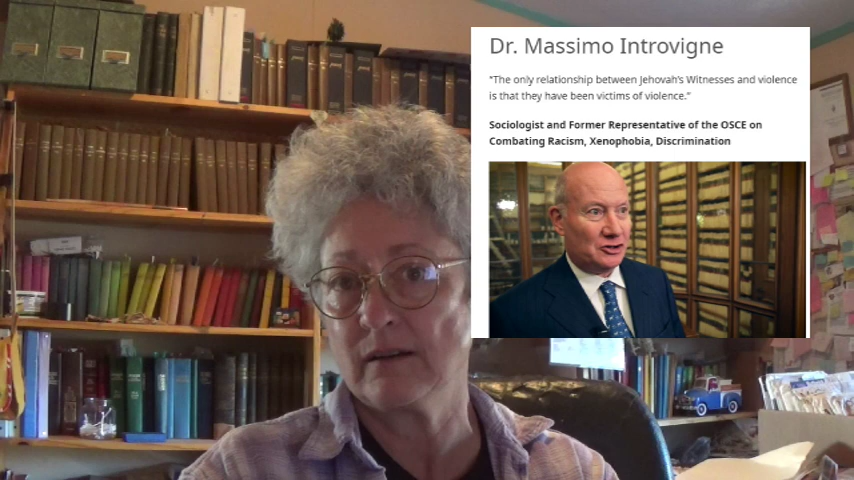 Dr. Massimo Introvigne
“The only relationship between Jehovah’s Witnesses and violence
is that they have been victims of violence.”
Sociologist and Former Representative of the OSCE on
Combating Racism, Xenophobia, Discrimination